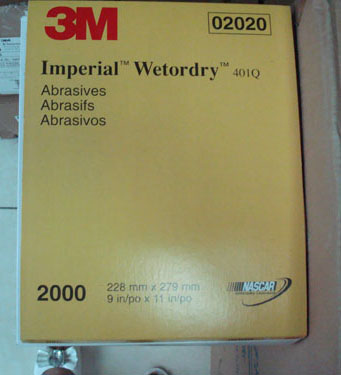 3M
02020
Imperial™ Wetordry™ 401Q
Abrasives
Abrasifs
Abrasivos
2000
228 mm x 279 mm
9 in/po x 11 in/po
NASCAR